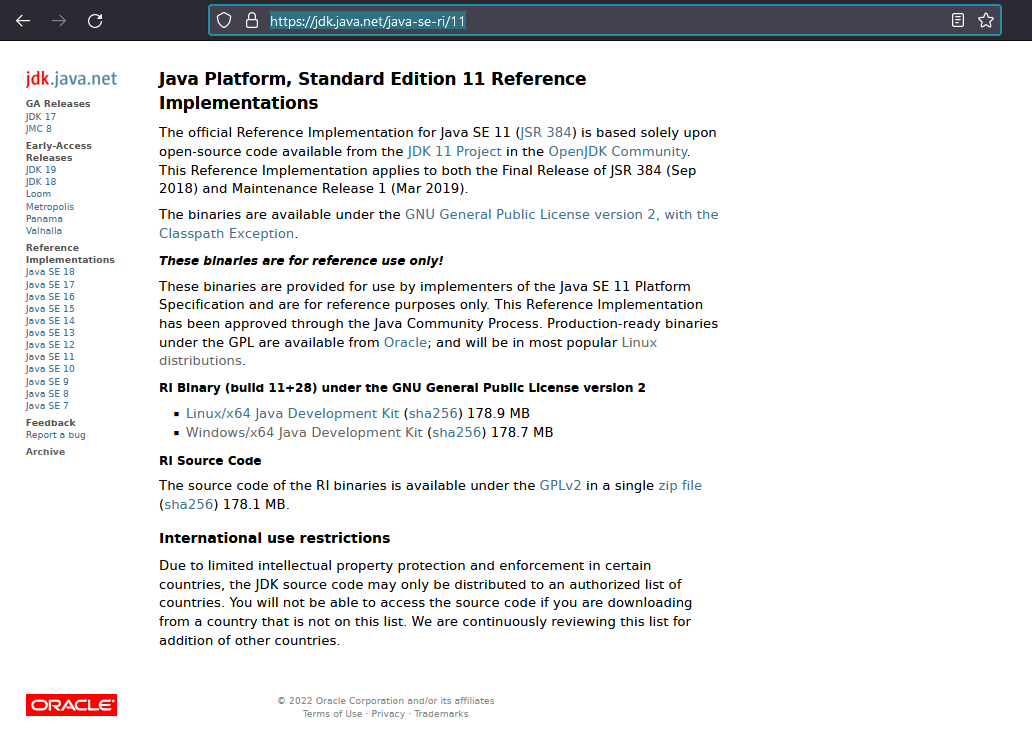 https://jdk.java.net/java-se-ri/11
jdk.java.net
GA Releases
JDK 17
JMC 8
Early-Access
Releases
JDK 19
JDK 18
Loom
Metropolis
Panama
Valhalla
Reference
Implementations
Java SE 18
Java SE 17
Java SE 16
Java SE 15
Java SE 14
Java SE 13
Java SE 12
Java SE 11
Java SE 10
Java SE 9
Java SE 8
Java SE 7
Feedback
Report a bug
Archive
Java Platform, Standard Edition 11 Reference
Implementations
The official Reference Implementation for Java SE 11 (JSR 384) is based solely upon
open-source code available from the JDK 11 Project in the OpenJDK Community.
This Reference Implementation applies to both the Final Release of JSR 384 (Sep
2018) and Maintenance Release 1 (Mar 2019).
The binaries are available under the GNU General Public License version 2, with the
Classpath Exception.
These binaries are for reference use only!
These binaries are provided for use by implementers of the Java SE 11 Platform
Specification and are for reference purposes only. This Reference Implementation
has been approved through the Java Community Process. Production-ready binaries
under the GPL are available from Oracle; and will be in most popular Linux
distributions.
RI Binary (build 11+28) under the GNU General Public License version 2
▪ Linux/x64 Java Development Kit (sha256) 178.9 MB
▪ Windows/x64 Java Development Kit (sha256) 178.7 MB
RI Source Code
The source code of the RI binaries is available under the GPLv2 in a single zip file
(sha256) 178.1 MB.
International use restrictions
Due to limited intellectual property protection and enforcement in certain
countries, the JDK source code may only be distributed to an authorized list of
countries. You will not be able to access the source code if you are downloading
from a country that is not on this list. We are continuously reviewing this list for
addition of other countries.
ORACLE
© 2022 Oracle Corporation and/or its affiliates
Terms of Use · Privacy · Trademarks